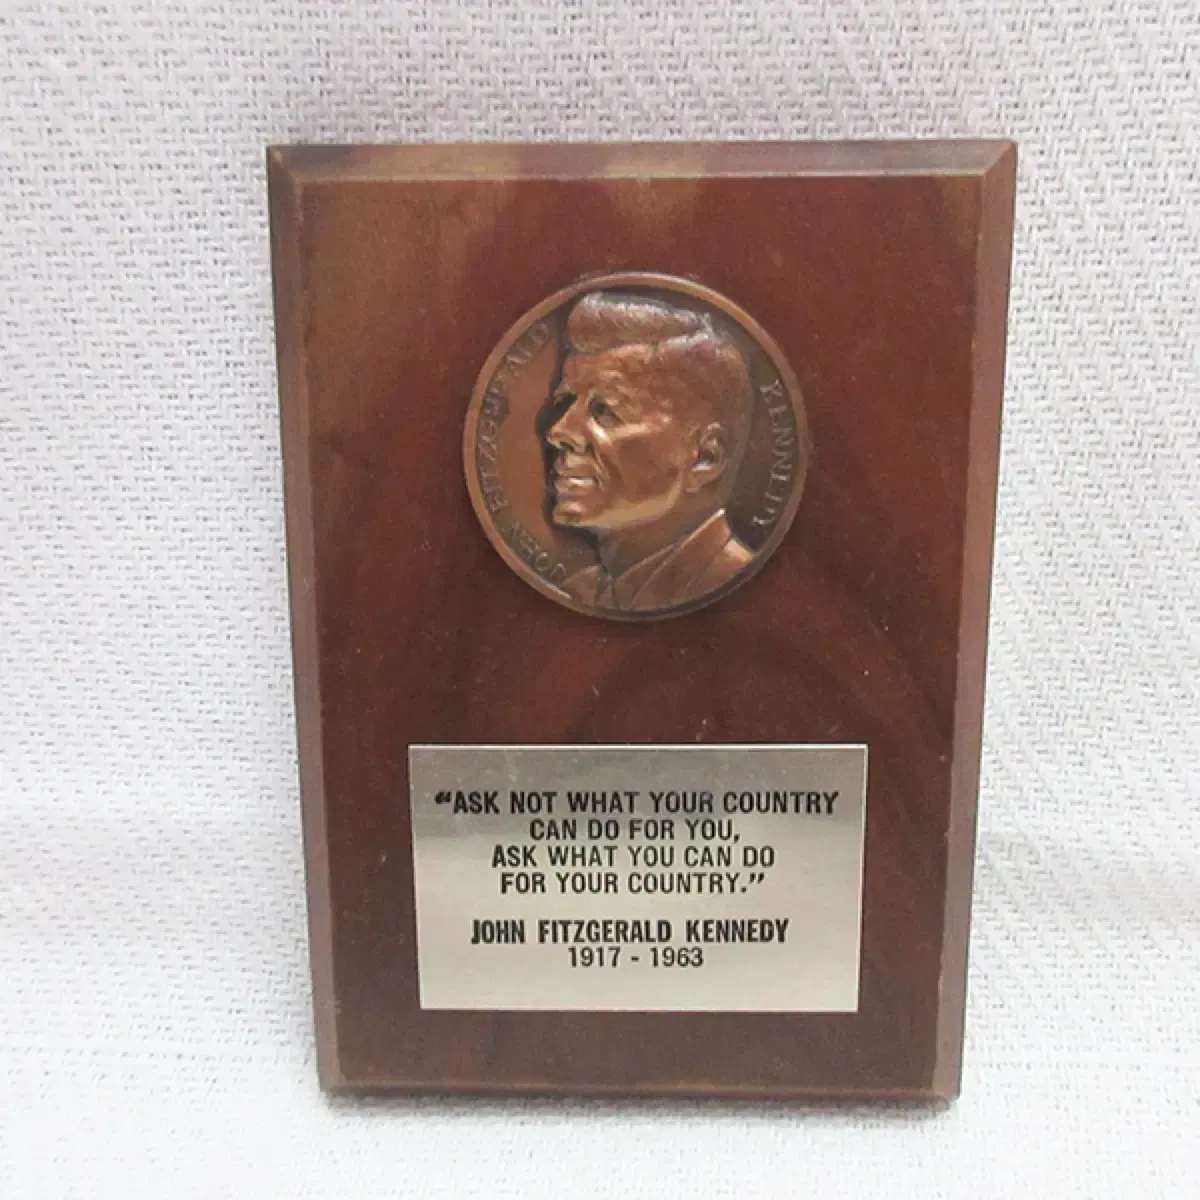 JOHN FITZGERALD KENNEDY
“ASK NOT WHAT YOUR COUNTRY
CAN DO FOR YOU,
ASK WHAT YOU CAN DO
FOR YOUR COUNTRY.”
JOHN FITZGERALD KENNEDY
1917 - 1963